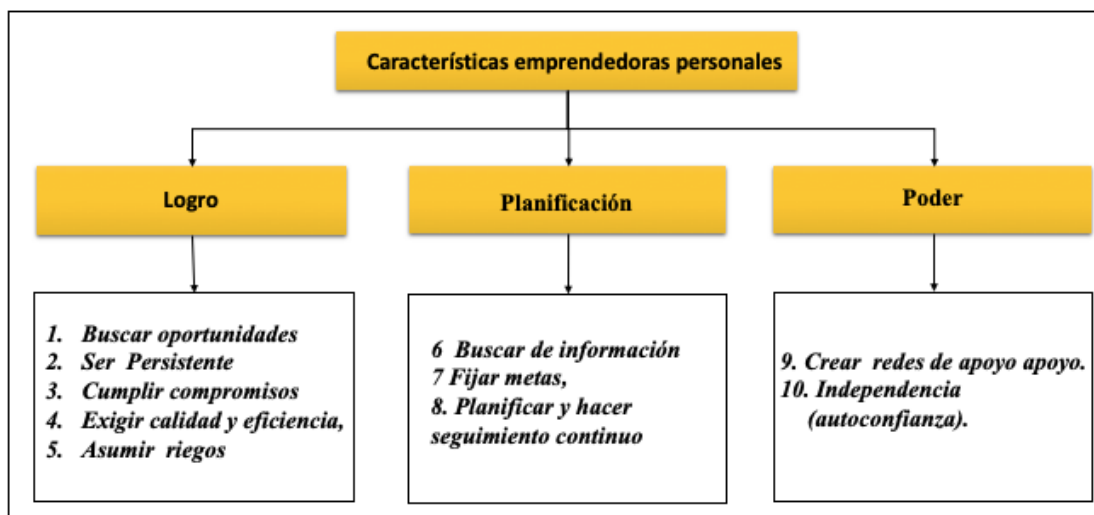 Características emprendedoras personales
Logro
Planificación
Poder
1. Buscar oportunidades
2. Ser Persistente
3. Cumplir compromisos
4. Exigir calidad y eficiencia,
5. Asumir riegos
6 Buscar de información
7 Fijar metas,
8. Planificar y hacer
seguimiento continuo
9. Crear redes de apoyo apoyo.
10. Independencia
(autoconfianza).